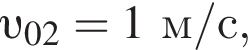 υ₀₂ = 1 м/с,